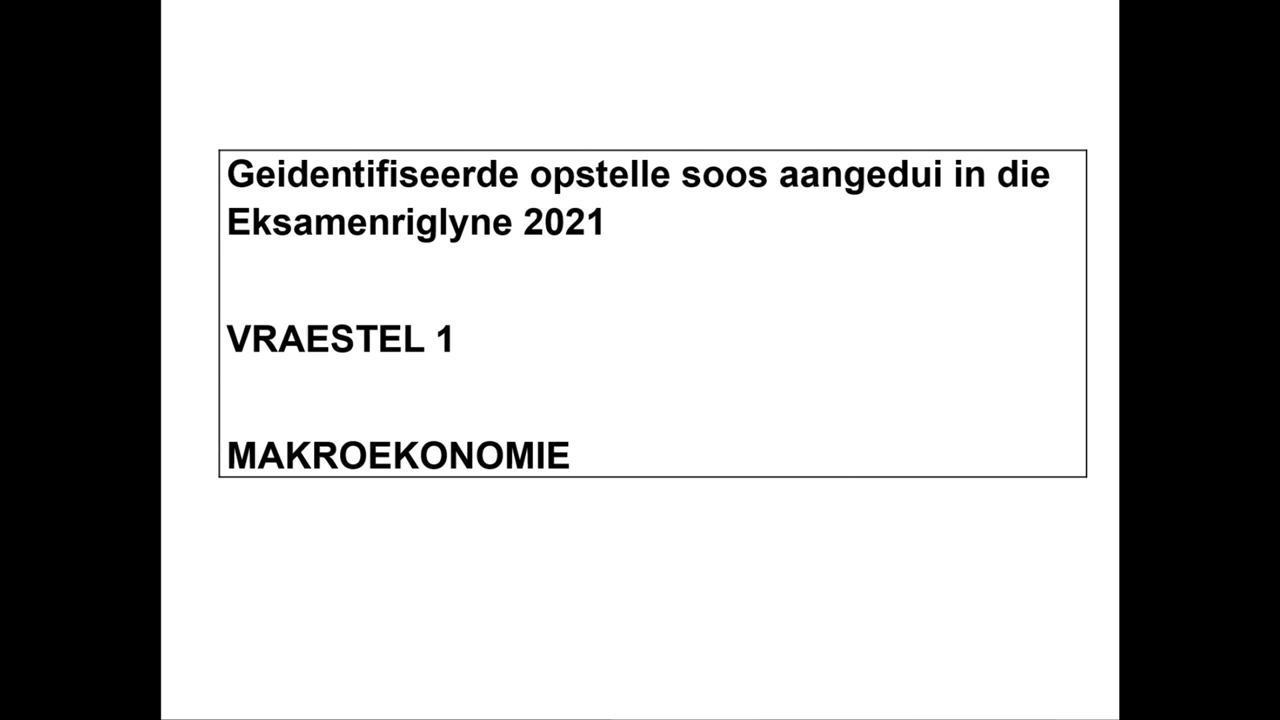 Geidentifiseerde opstelle soos aangedui in die
Eksamenriglyne 2021
VRAESTEL 1
MAKROEKONOMIE